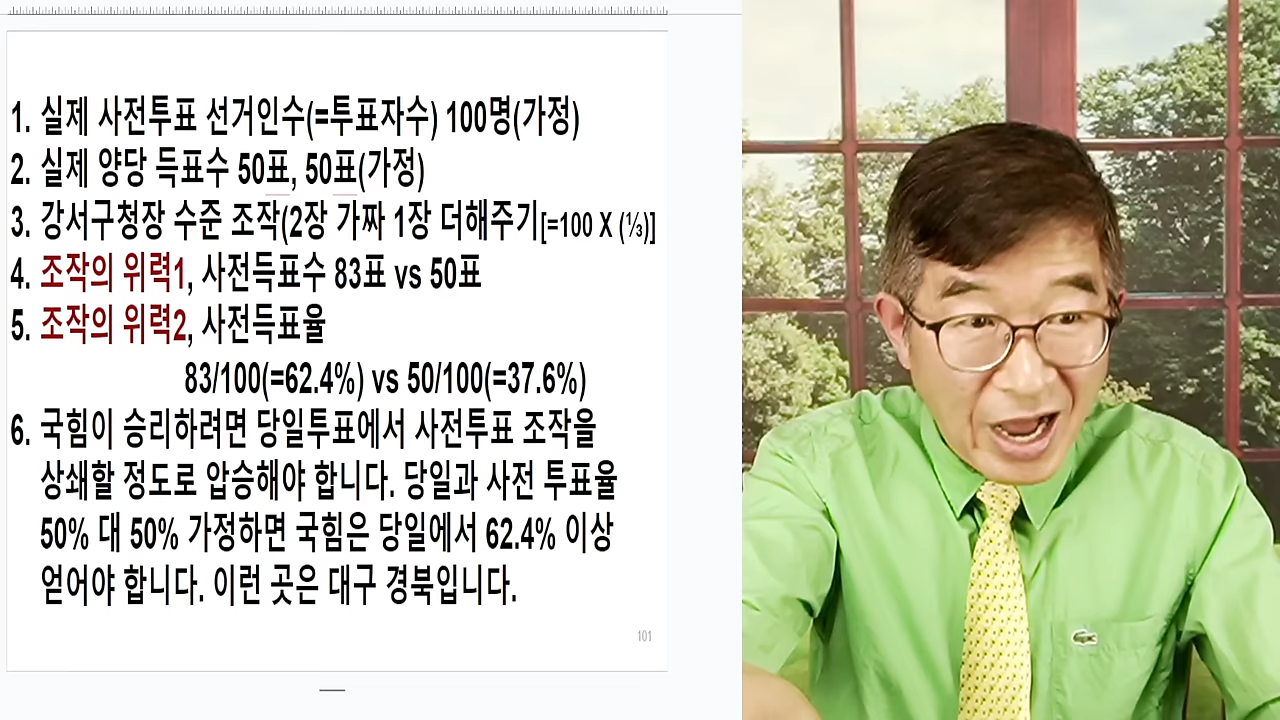 1. 실제 사전투표 선거인수(=투표자수) 100명(가정)
2. 실제 양당 득표수 50표, 50표(가정)
3. 강서구청장 수준 조작(2장 가짜 1장 더해주기[=100 X (⅓)]
4. 조작의 위력1, 사전득표수 83표 vs 50표
5. 조작의 위력2, 사전득표율
83/100(=62.4%) vs 50/100(=37.6%)
6. 국힘이 승리하려면 당일투표에서 사전투표 조작을
상쇄할 정도로 압승해야 합니다. 당일과 사전 투표율
50% 대 50% 가정하면 국힘은 당일에서 62.4% 이상
얻어야 합니다. 이런 곳은 대구 경북입니다.
101